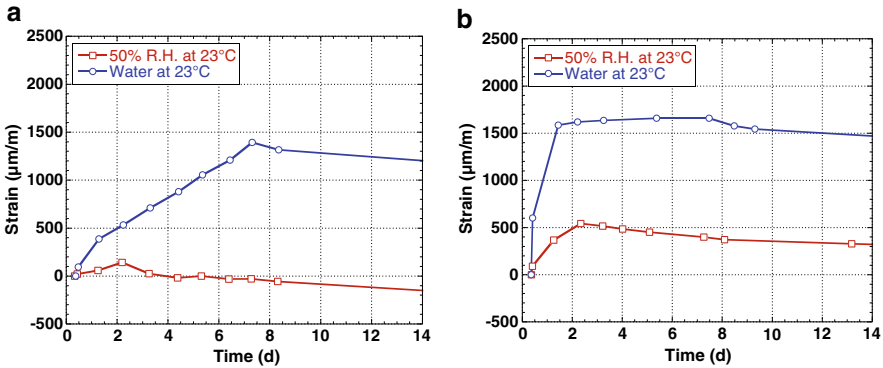 a
2500
2000
1500
1000
500
0
-500
Strain (µm/m)
50% R.H. at 23°C
Water at 23°C
0 2 4 6 8 10 12 14
Time (d)
b
2500
2000
1500
1000
500
0
-500
Strain (µm/m)
50% R.H. at 23°C
Water at 23°C
0 2 4 6 8 10 12 14
Time (d)